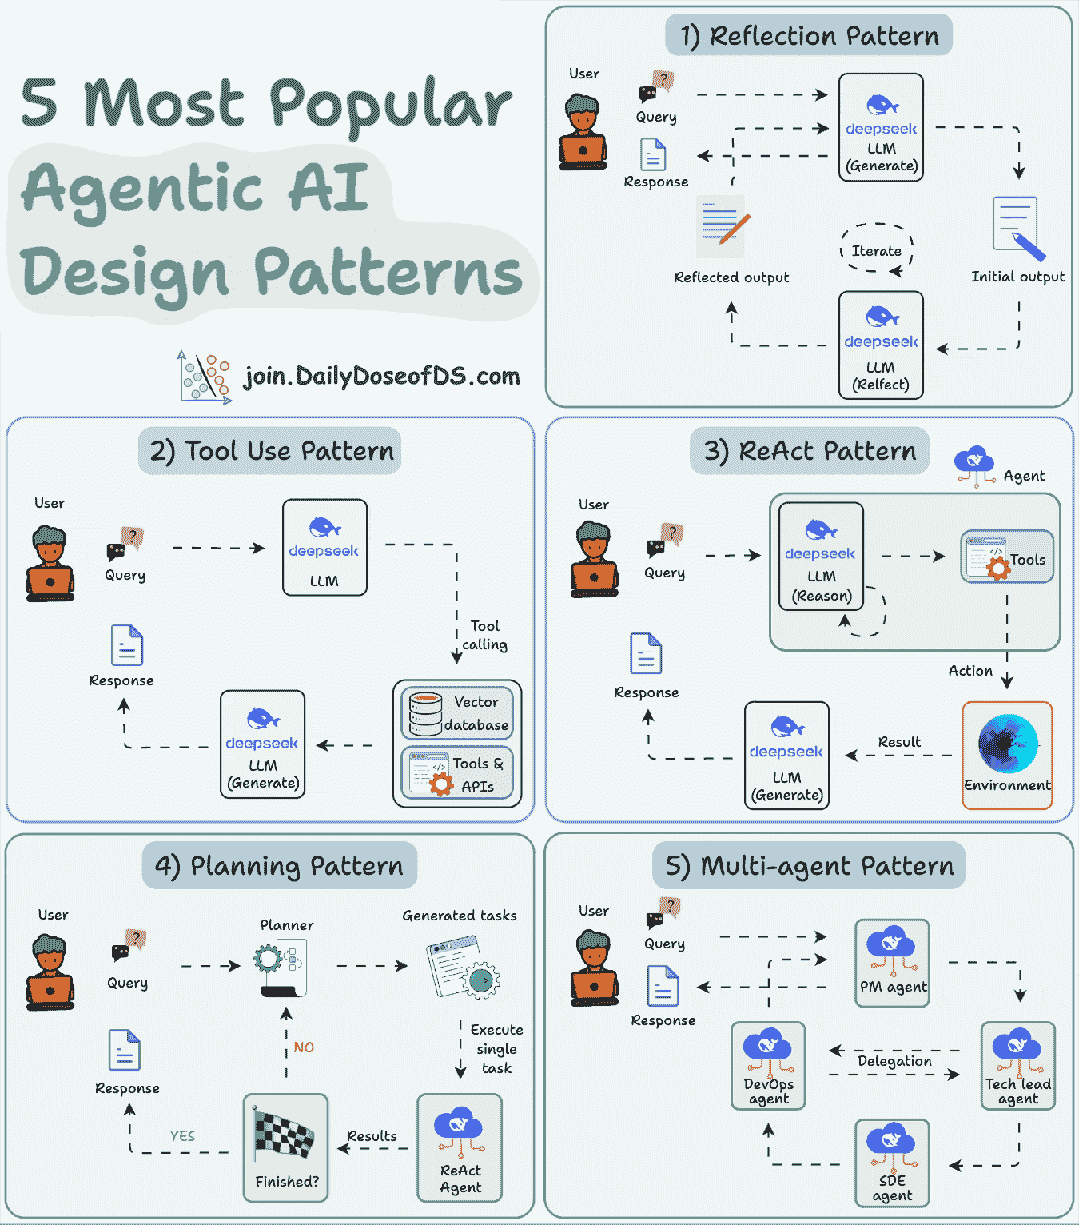 5 Most Popular
Agentic AI
Design Patterns
join.DailyDoseofDS.com
1) Reflection Pattern
User
?
Query
Response
deepseek
LLM
(Generate)
Reflected output
Iterate
Initial output
deepseek
LLM
(Relfect)
2) Tool Use Pattern
User
?
Query
deepseek
LLM
Tool
calling
Response
deepseek
LLM
(Generate)
Vector
database
</>
Tools &
APIs
3) ReAct Pattern
Agent
User
?
Query
deepseek
LLM
(Reason)
</>
Tools
Action
Response
deepseek
LLM
(Generate)
Result
Environment
4) Planning Pattern
User
?
Query
Planner
Generated tasks
Execute
single
task
NO
Response
YES
Finished?
Results
ReAct
Agent
5) Multi-agent Pattern
User
?
Query
Response
PM agent
DevOps
agent
Delegation
Tech lead
agent
SDE
agent